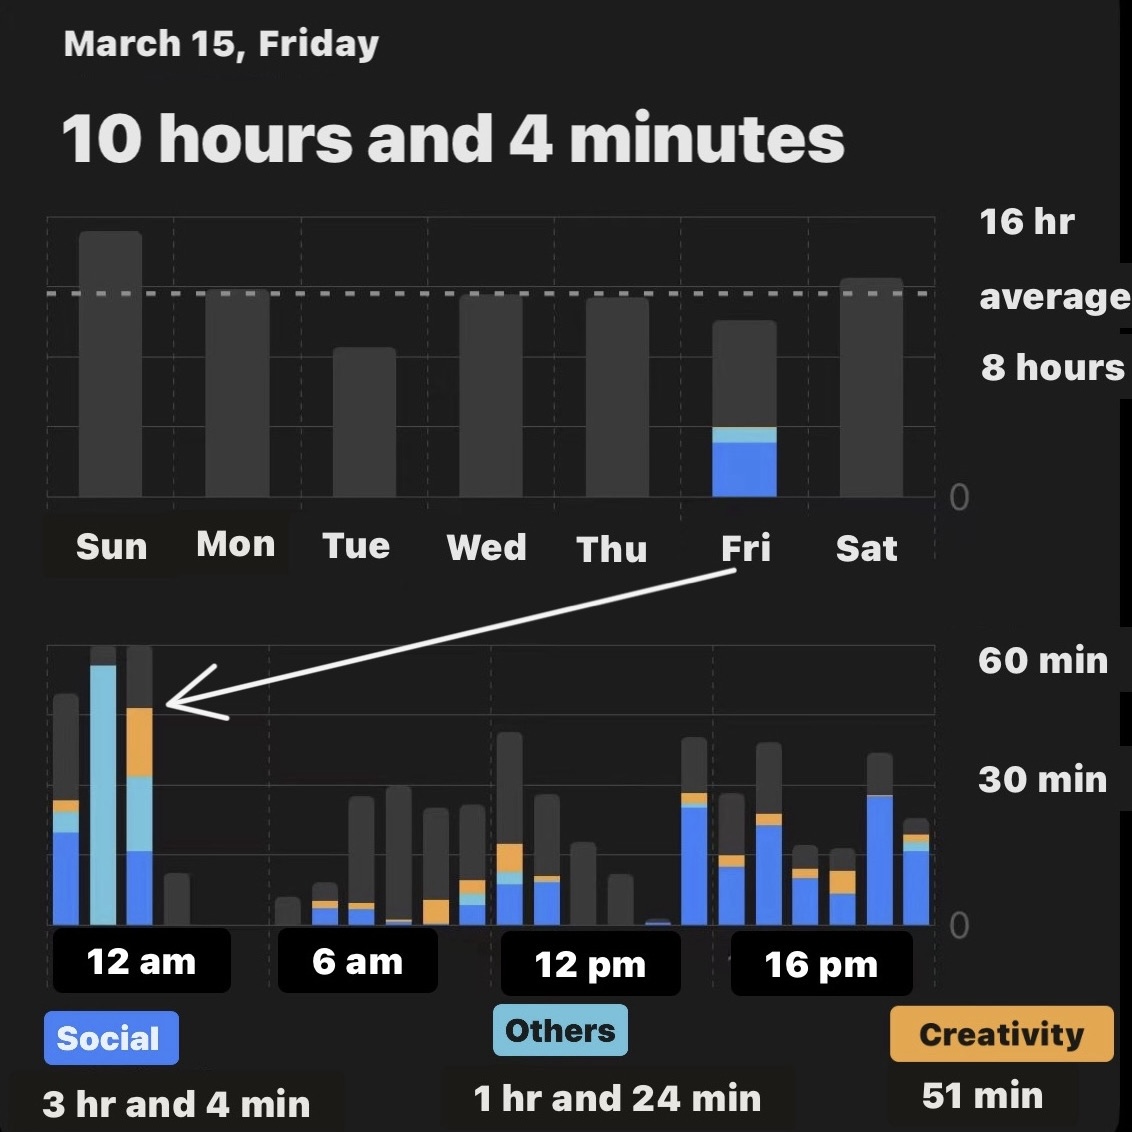 March 15, Friday
10 hours and 4 minutes
16 hr
average
8 hours
0
Sun Mon Tue Wed Thu Fri Sat
60 min
30 min
0
12 am 6 am 12 pm 16 pm
Social Others Creativity
3 hr and 4 min 1 hr and 24 min 51 min